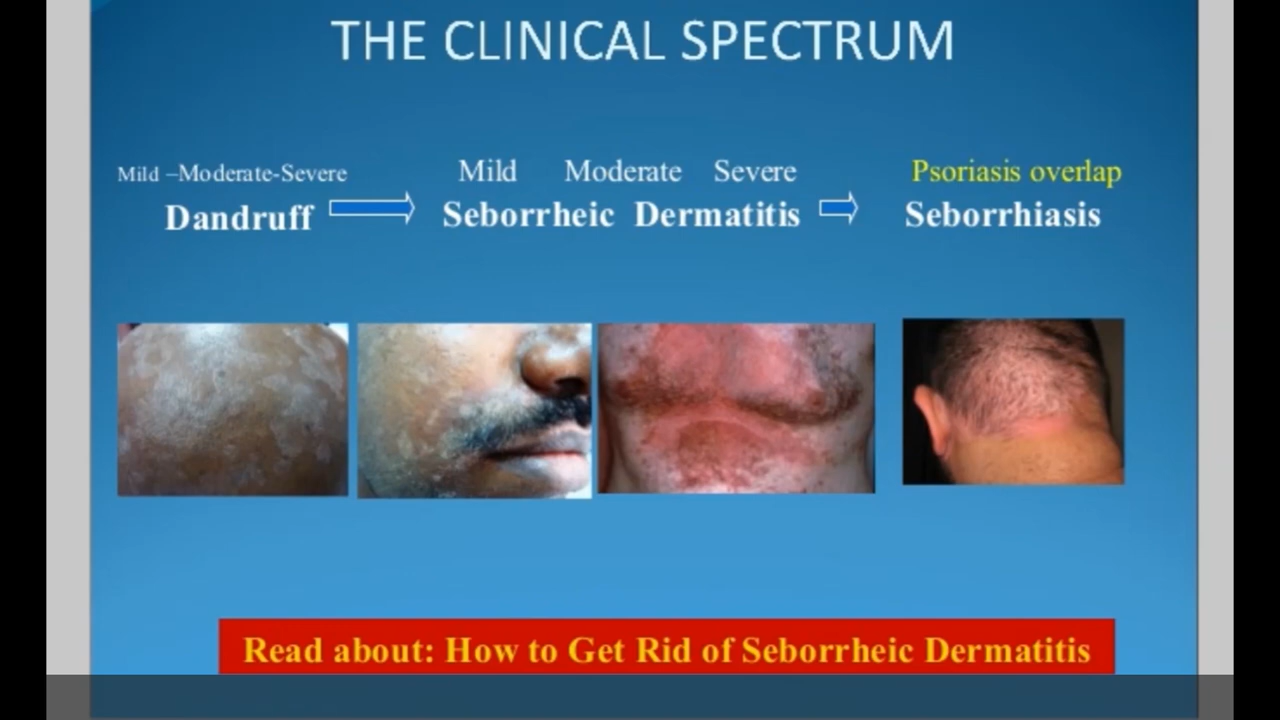 THE CLINICAL SPECTRUM
Mild –Moderate-Severe
Dandruff
Mild Moderate Severe
Seborrheic Dermatitis
Psoriasis overlap
Seborrhiasis
Read about: How to Get Rid of Seborrheic Dermatitis